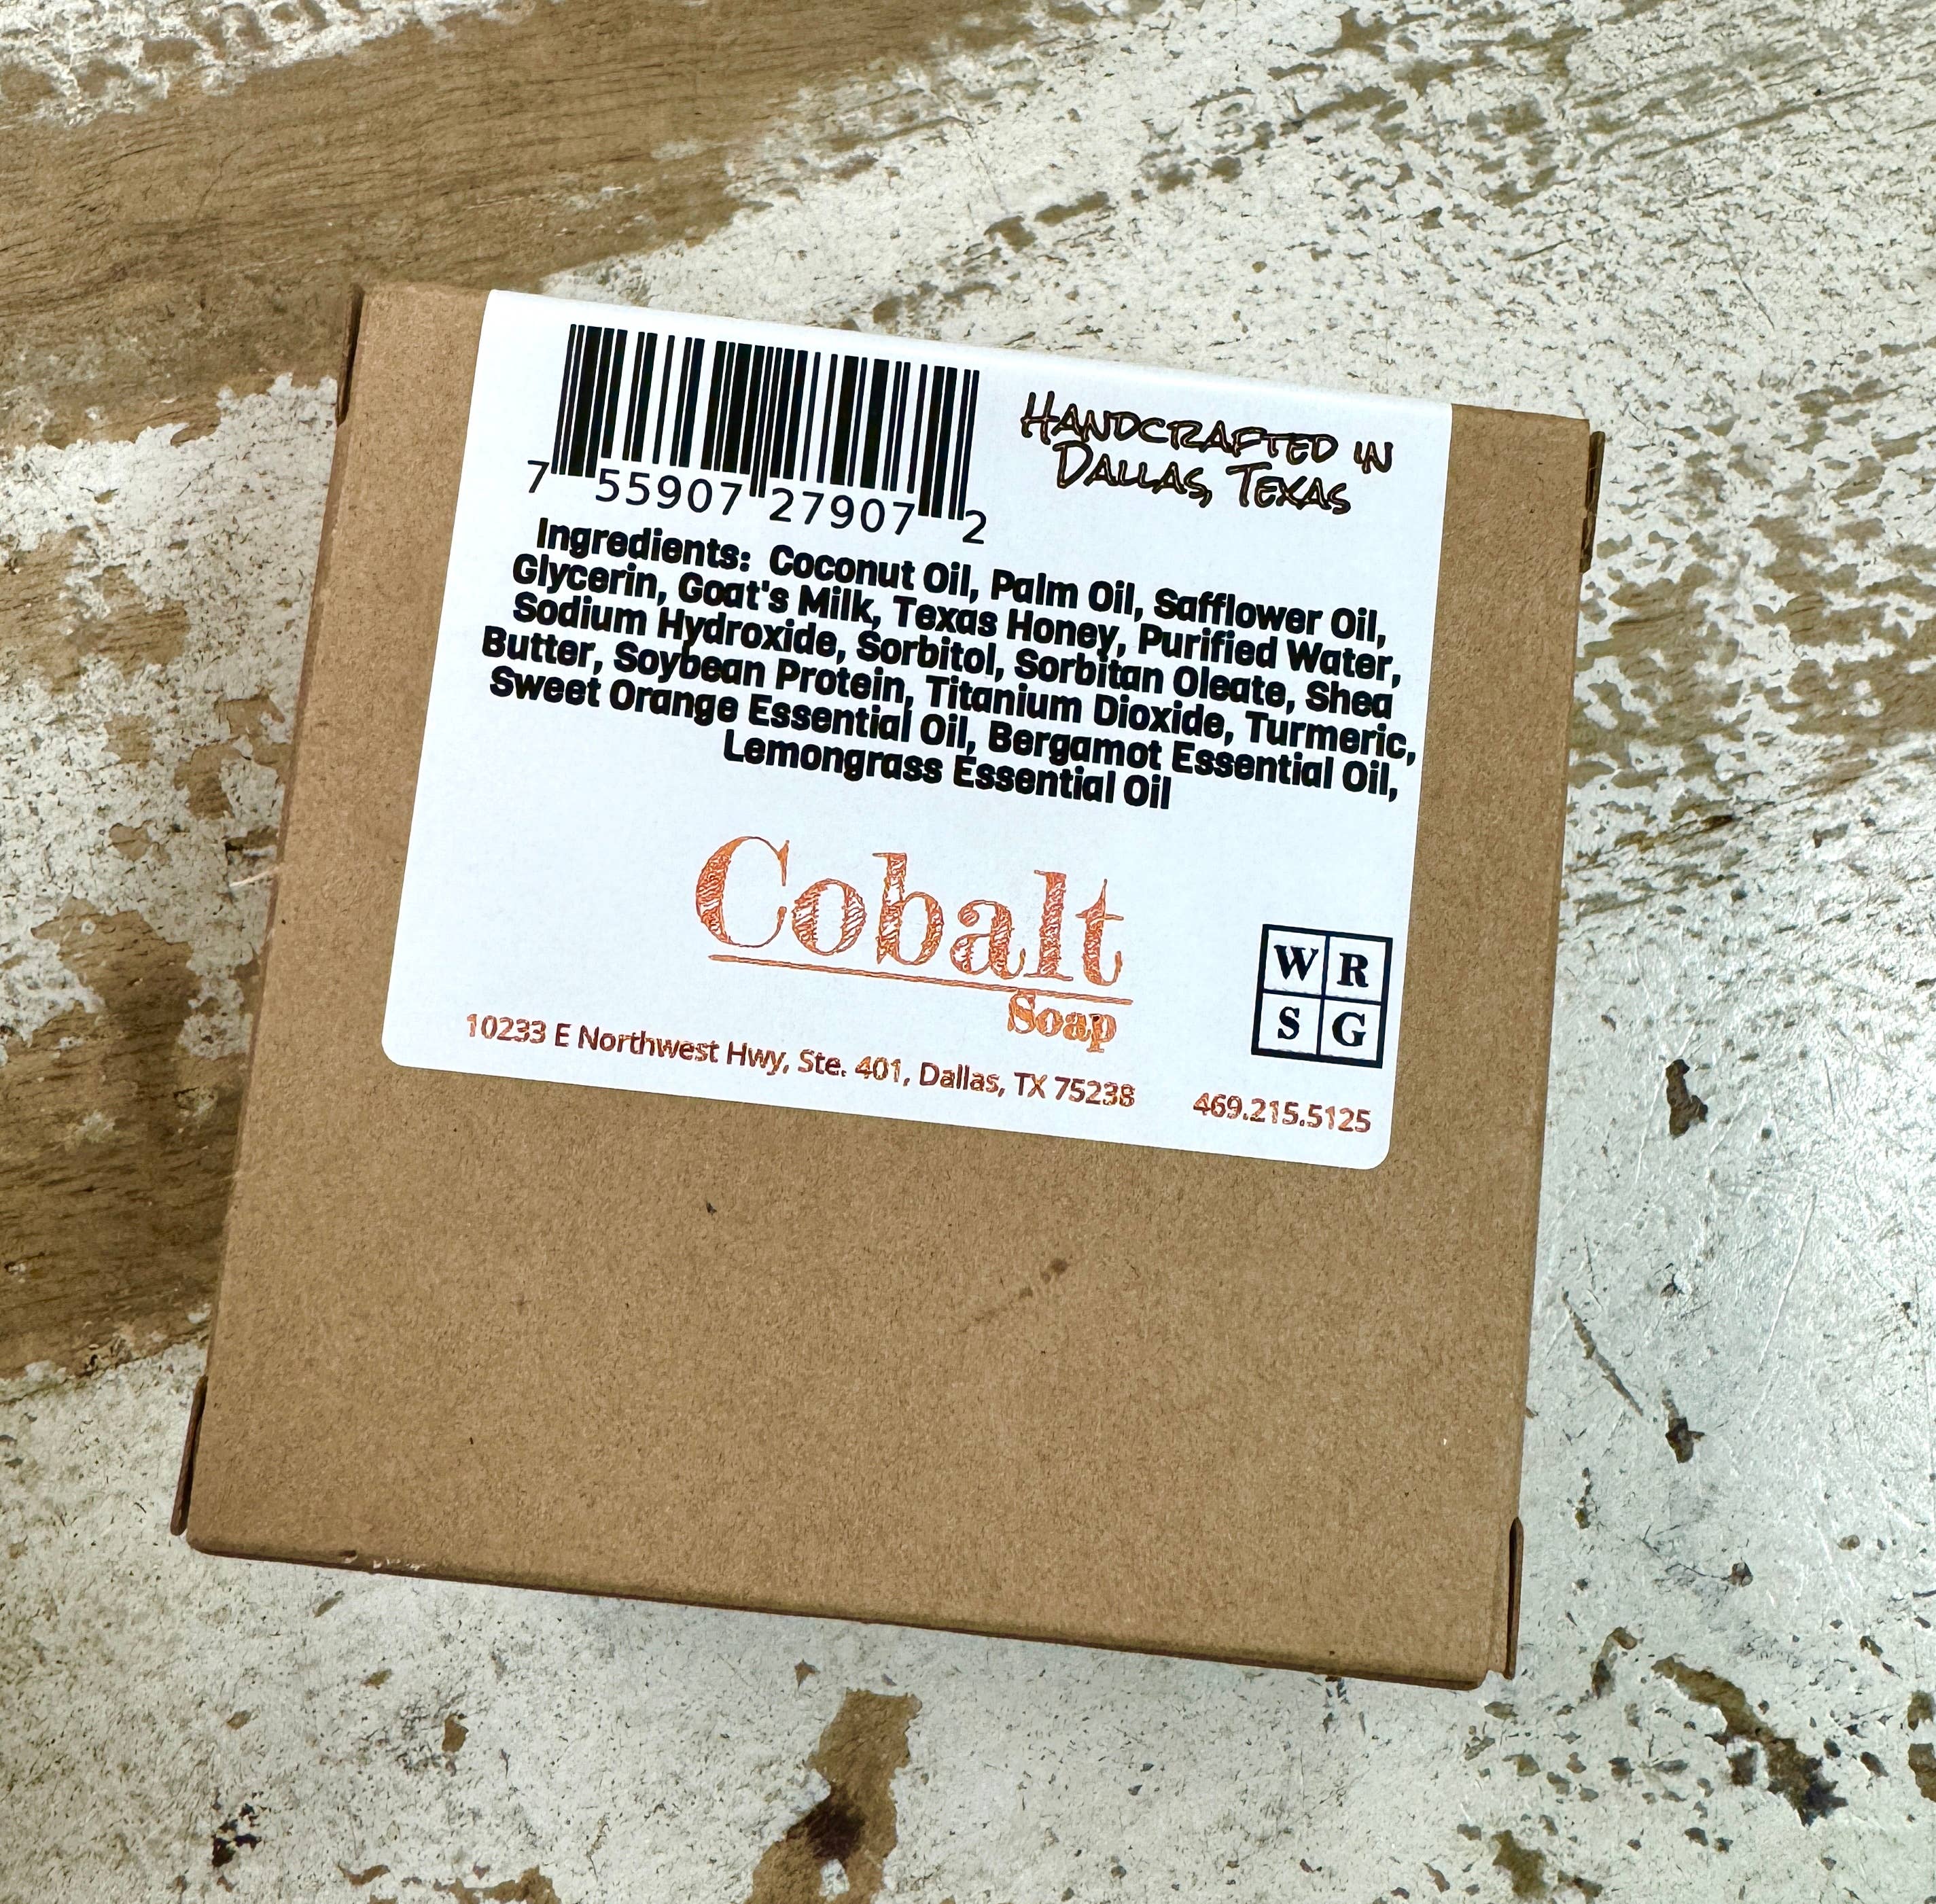 7 55907 27907 2
Handcrafted in
Dallas, Texas
Ingredients: Coconut Oil, Palm Oil, Safflower Oil,
Glycerin, Goat's Milk, Texas Honey, Purified Water,
Sodium Hydroxide, Sorbitol, Sorbitan Oleate, Shea
Butter, Soybean Protein, Titanium Dioxide, Turmeric,
Sweet Orange Essential Oil, Bergamot Essential Oil,
Lemongrass Essential Oil
Cobalt
Soap
W R
S G
10233 E Northwest Hwy, Ste. 401, Dallas, TX 75238 469.215.5125